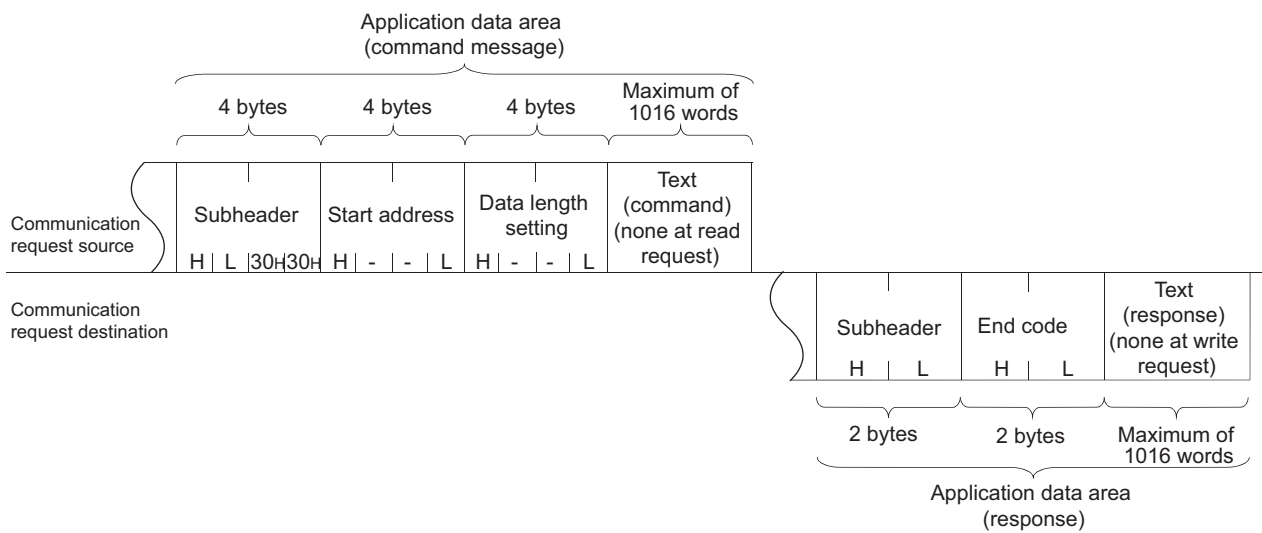 Application data area
(command message)
4 bytes
4 bytes
4 bytes
Maximum of
1016 words
Communication
request source
Subheader
Start address
Data length
setting
Text
(command)
(none at read
request)
H L 30H 30H H - - L H - - L
Communication
request destination
Subheader
End code
Text
(response)
(none at write
request)
H L H L
2 bytes
2 bytes
Maximum of
1016 words
Application data area
(response)